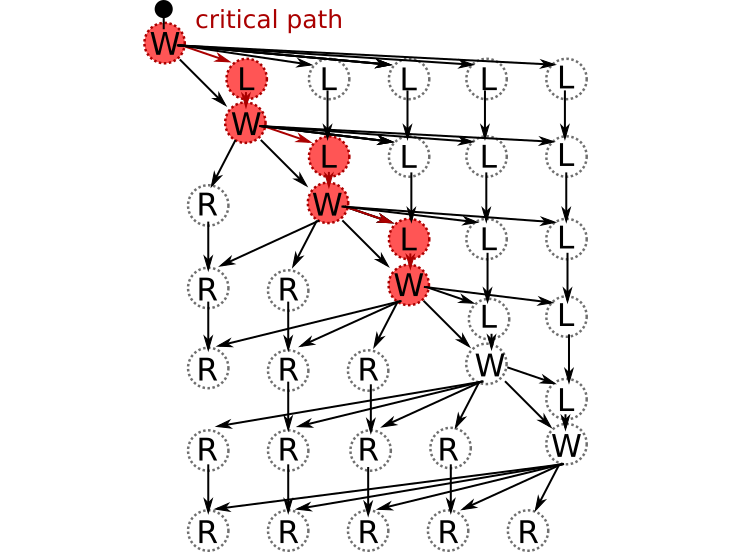 critical path
W
L L L L L
W
L L L L
R W
L L L
R R W
L L
R R R W
L
R R R R W
R R R R R